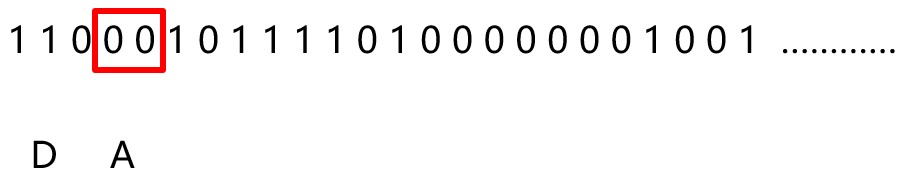 1 1 0 0 0 1 0 1 1 1 1 0 1 0 0 0 0 0 0 0 1 0 0 1 ............
D A